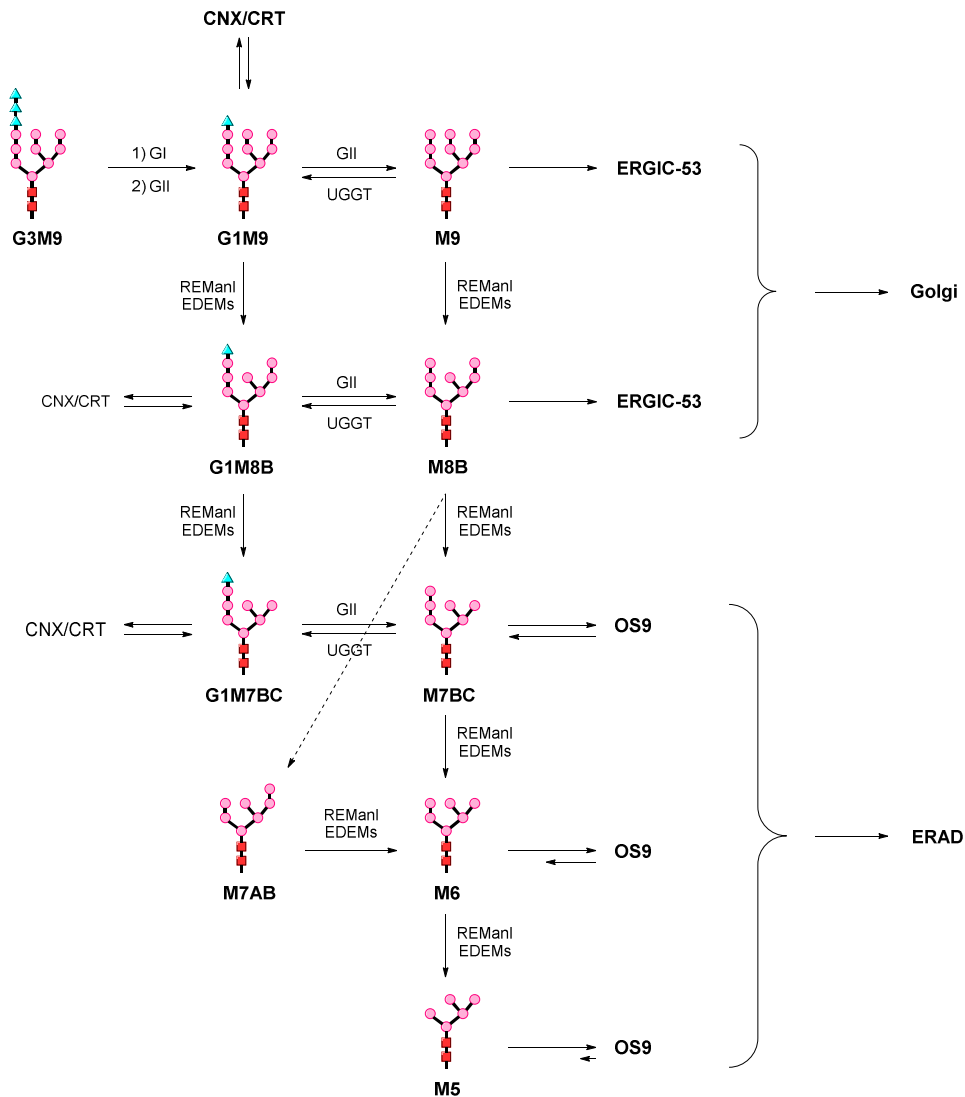 CNX/CRT
1) GI
2) GII
GII
UGGT
ERGIC-53
G3M9
G1M9
M9
REManI
EDEMs
REManI
EDEMs
Golgi
CNX/CRT
GII
UGGT
ERGIC-53
G1M8B
M8B
REManI
EDEMs
REManI
EDEMs
CNX/CRT
GII
UGGT
OS9
G1M7BC
M7BC
REManI
EDEMs
REManI
EDEMs
OS9
ERAD
M7AB
M6
REManI
EDEMs
OS9
M5